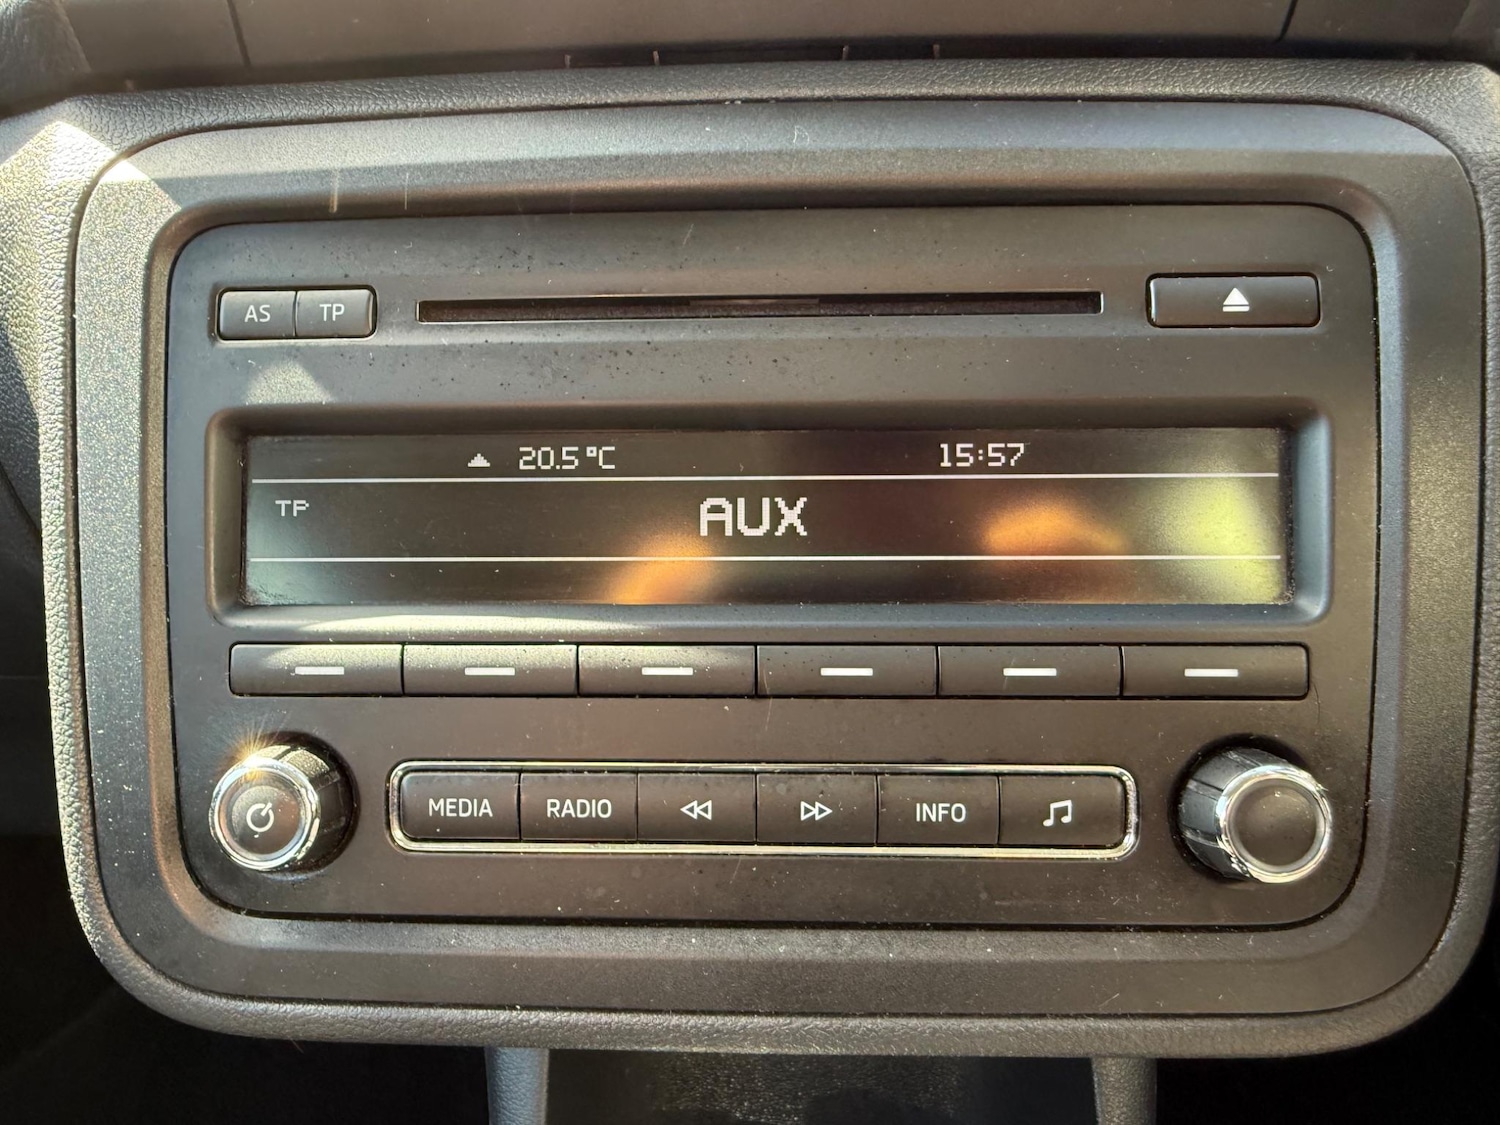 AS TP
20.5°C 15:57
TP
AUX
MEDIA RADIO INFO